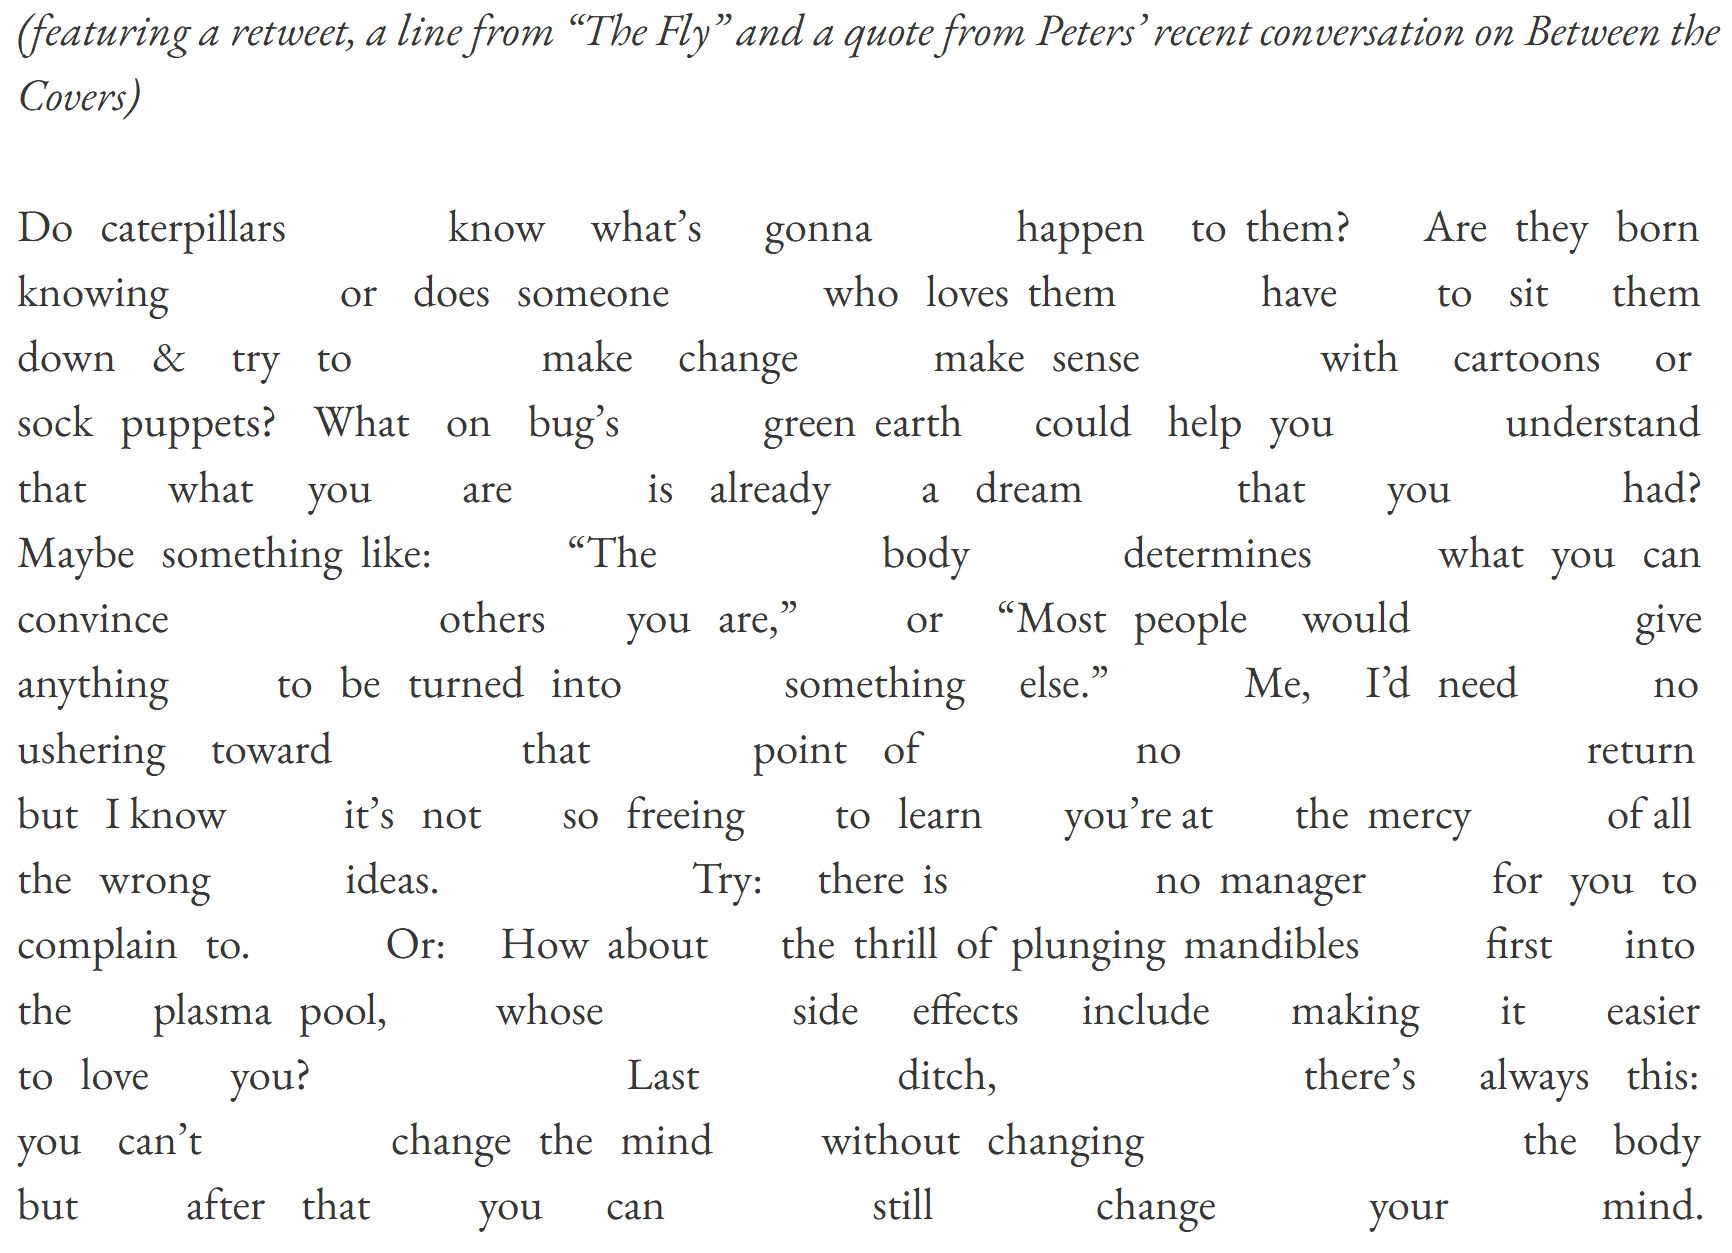 (featuring a retweet, a line from “The Fly” and a quote from Peters’ recent conversation on Between the
Covers)
Do caterpillars know what’s gonna happen to them? Are they born
knowing or does someone who loves them have to sit them
down & try to make change make sense with cartoons or
sock puppets? What on bug’s green earth could help you understand
that what you are is already a dream that you had?
Maybe something like: “The body determines what you can
convince others you are,” or “Most people would give
anything to be turned into something else.” Me, I’d need no
ushering toward that point of no return
but I know it’s not so freeing to learn you’re at the mercy of all
the wrong ideas. Try: there is no manager for you to
complain to. Or: How about the thrill of plunging mandibles first into
the plasma pool, whose side effects include making it easier
to love you? Last ditch, there’s always this:
you can’t change the mind without changing the body
but after that you can still change your mind.